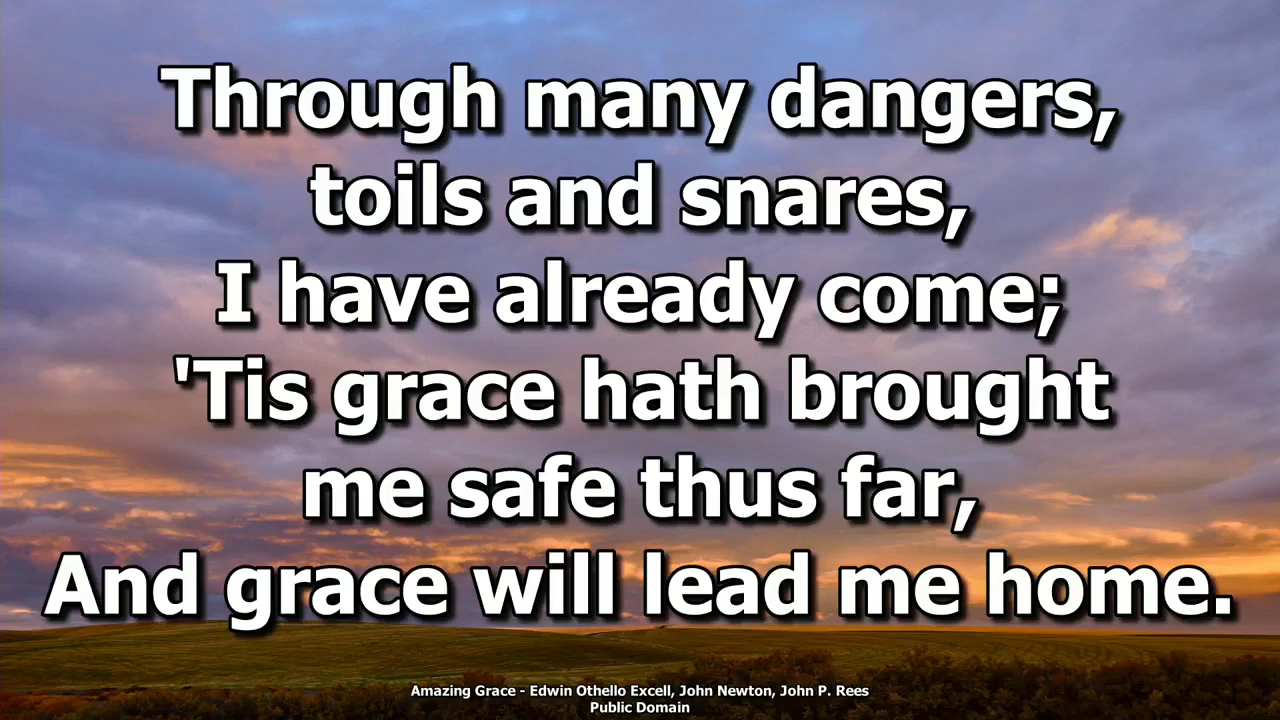 Through many dangers,
toils and snares,
I have already come;
'Tis grace hath brought
me safe thus far,
And grace will lead me home.
Amazing Grace - Edwin Othello Excell, John Newton, John P. Rees
Public Domain